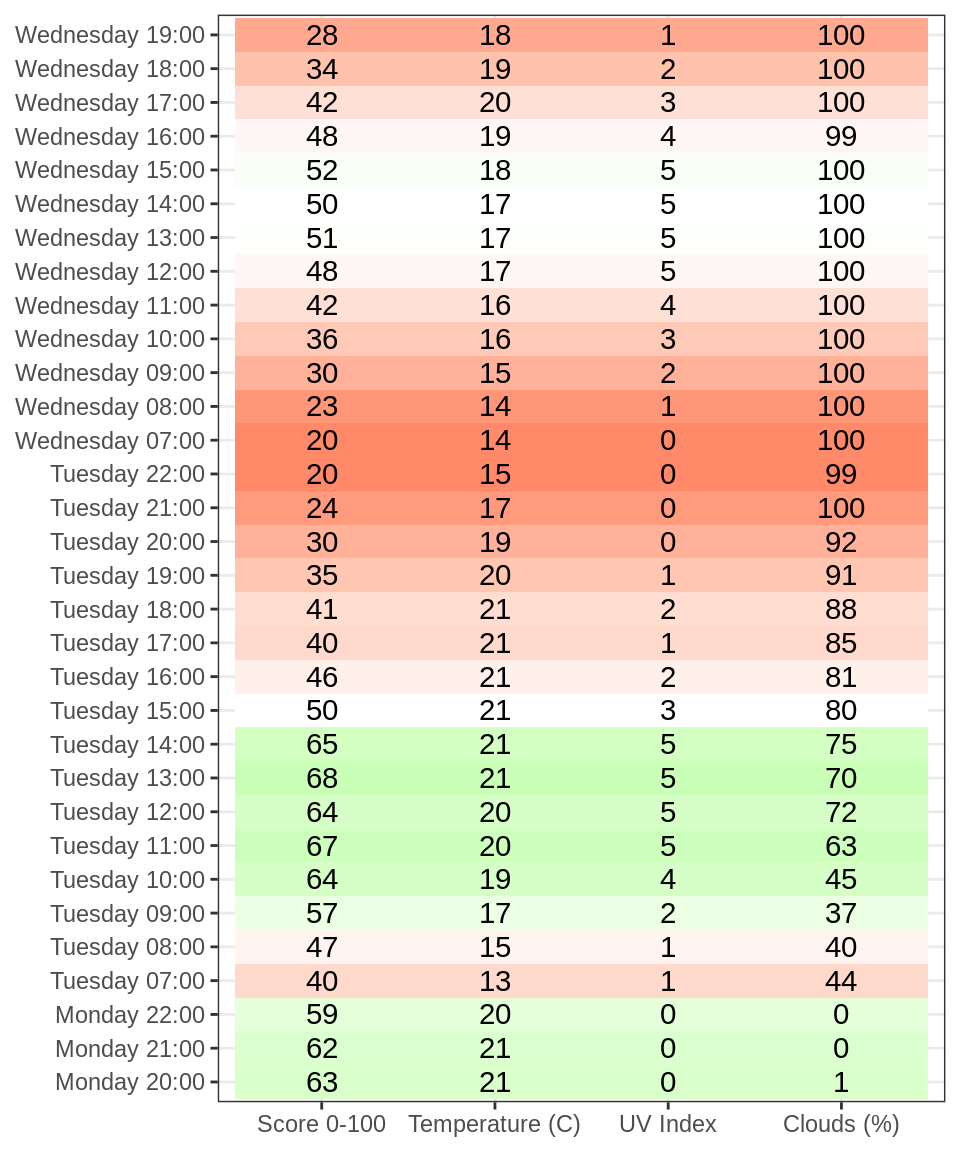 Wednesday 19:00 28 18 1 100
Wednesday 18:00 34 19 2 100
Wednesday 17:00 42 20 3 100
Wednesday 16:00 48 19 4 99
Wednesday 15:00 52 18 5 100
Wednesday 14:00 50 17 5 100
Wednesday 13:00 51 17 5 100
Wednesday 12:00 48 17 5 100
Wednesday 11:00 42 16 4 100
Wednesday 10:00 36 16 3 100
Wednesday 09:00 30 15 2 100
Wednesday 08:00 23 14 1 100
Wednesday 07:00 20 14 0 100
Tuesday 22:00 20 15 0 99
Tuesday 21:00 24 17 0 100
Tuesday 20:00 30 19 0 92
Tuesday 19:00 35 20 1 91
Tuesday 18:00 41 21 2 88
Tuesday 17:00 40 21 1 85
Tuesday 16:00 46 21 2 81
Tuesday 15:00 50 21 3 80
Tuesday 14:00 65 21 5 75
Tuesday 13:00 68 21 5 70
Tuesday 12:00 64 20 5 72
Tuesday 11:00 67 20 5 63
Tuesday 10:00 64 19 4 45
Tuesday 09:00 57 17 2 37
Tuesday 08:00 47 15 1 40
Tuesday 07:00 40 13 1 44
Monday 22:00 59 20 0 0
Monday 21:00 62 21 0 0
Monday 20:00 63 21 0 1
Score 0-100 Temperature (C) UV Index Clouds (%)